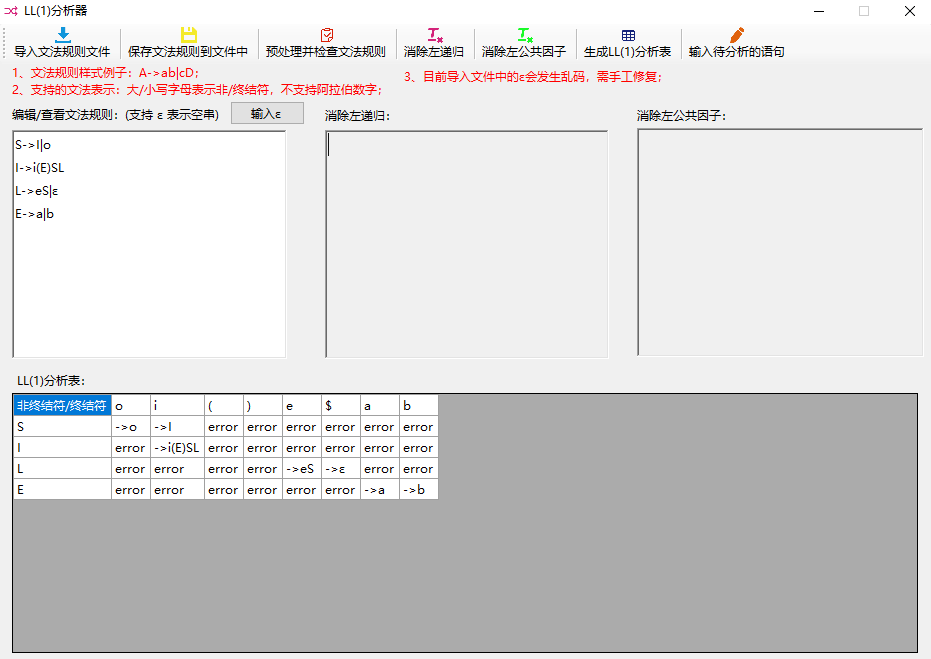 LL(1)分析器
导入文法规则文件 保存文法规则到文件中 预处理并检查文法规则 消除左递归 消除左公共因子 生成LL(1)分析表 输入待分析的语句
1、文法规则样式例子：A->ab|cD;
2、支持的文法表示：大/小写字母表示非/终结符，不支持阿拉伯数字；
3、目前导入文件中的ε会发生乱码，需手工修复；
编辑/查看文法规则：(支持 ε 表示空串) 输入ε 消除左递归： 消除左公共因子：
S->I|o
I->i(E)SL
L->eS|ε
E->a|b
LL(1)分析表：
非终结符/终结符 o i ( ) e $ a b
S ->o ->I error error error error error error
I error ->i(E)SL error error error error error error
L error error error error ->eS ->ε error error
E error error error error error error ->a ->b